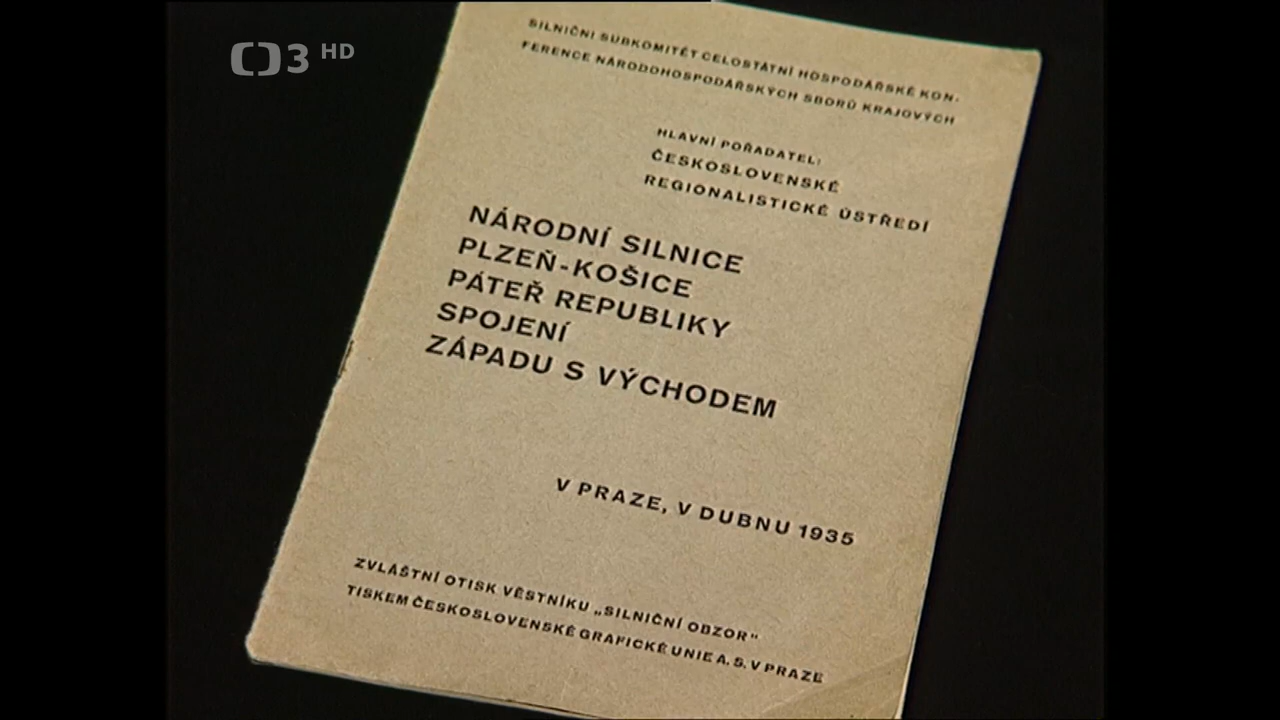 3 HD
SILNIČNÍ SUBKOMITÉT CELOSTÁTNÍ HOSPODÁŘSKÉ KON-
FERENCE NÁRODOHOSPODÁŘSKÝCH SBORŮ KRAJOVÝCH
HLAVNÍ POŘADATEL:
ČESKOSLOVENSKÉ
REGIONALISTICKÉ ÚSTŘEDÍ
NÁRODNÍ SILNICE
PLZEŇ-KOŠICE
PÁTEŘ REPUBLIKY
SPOJENÍ
ZÁPADU S VÝCHODEM
V PRAZE, V DUBNU 1935
ZVLÁŠTNÍ OTISK VĚSTNÍKU „SILNIČNÍ OBZOR“
TISKEM ČESKOSLOVENSKÉ GRAFICKÉ UNIE A. S. V PRAZE